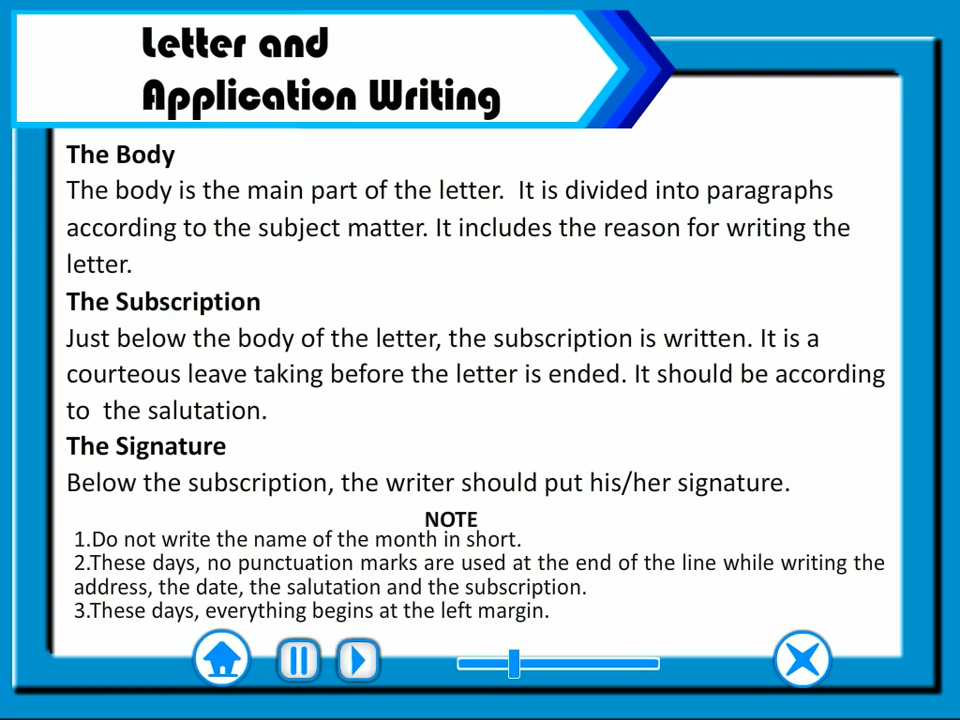 Letter and
Application Writing
The Body
The body is the main part of the letter.  It is divided into paragraphs
according to the subject matter. It includes the reason for writing the
letter.
The Subscription
Just below the body of the letter, the subscription is written. It is a
courteous leave taking before the letter is ended. It should be according
to  the salutation.
The Signature
Below the subscription, the writer should put his/her signature.
NOTE
1.Do not write the name of the month in short.
2.These days, no punctuation marks are used at the end of the line while writing the
address, the date, the salutation and the subscription.
3.These days, everything begins at the left margin.